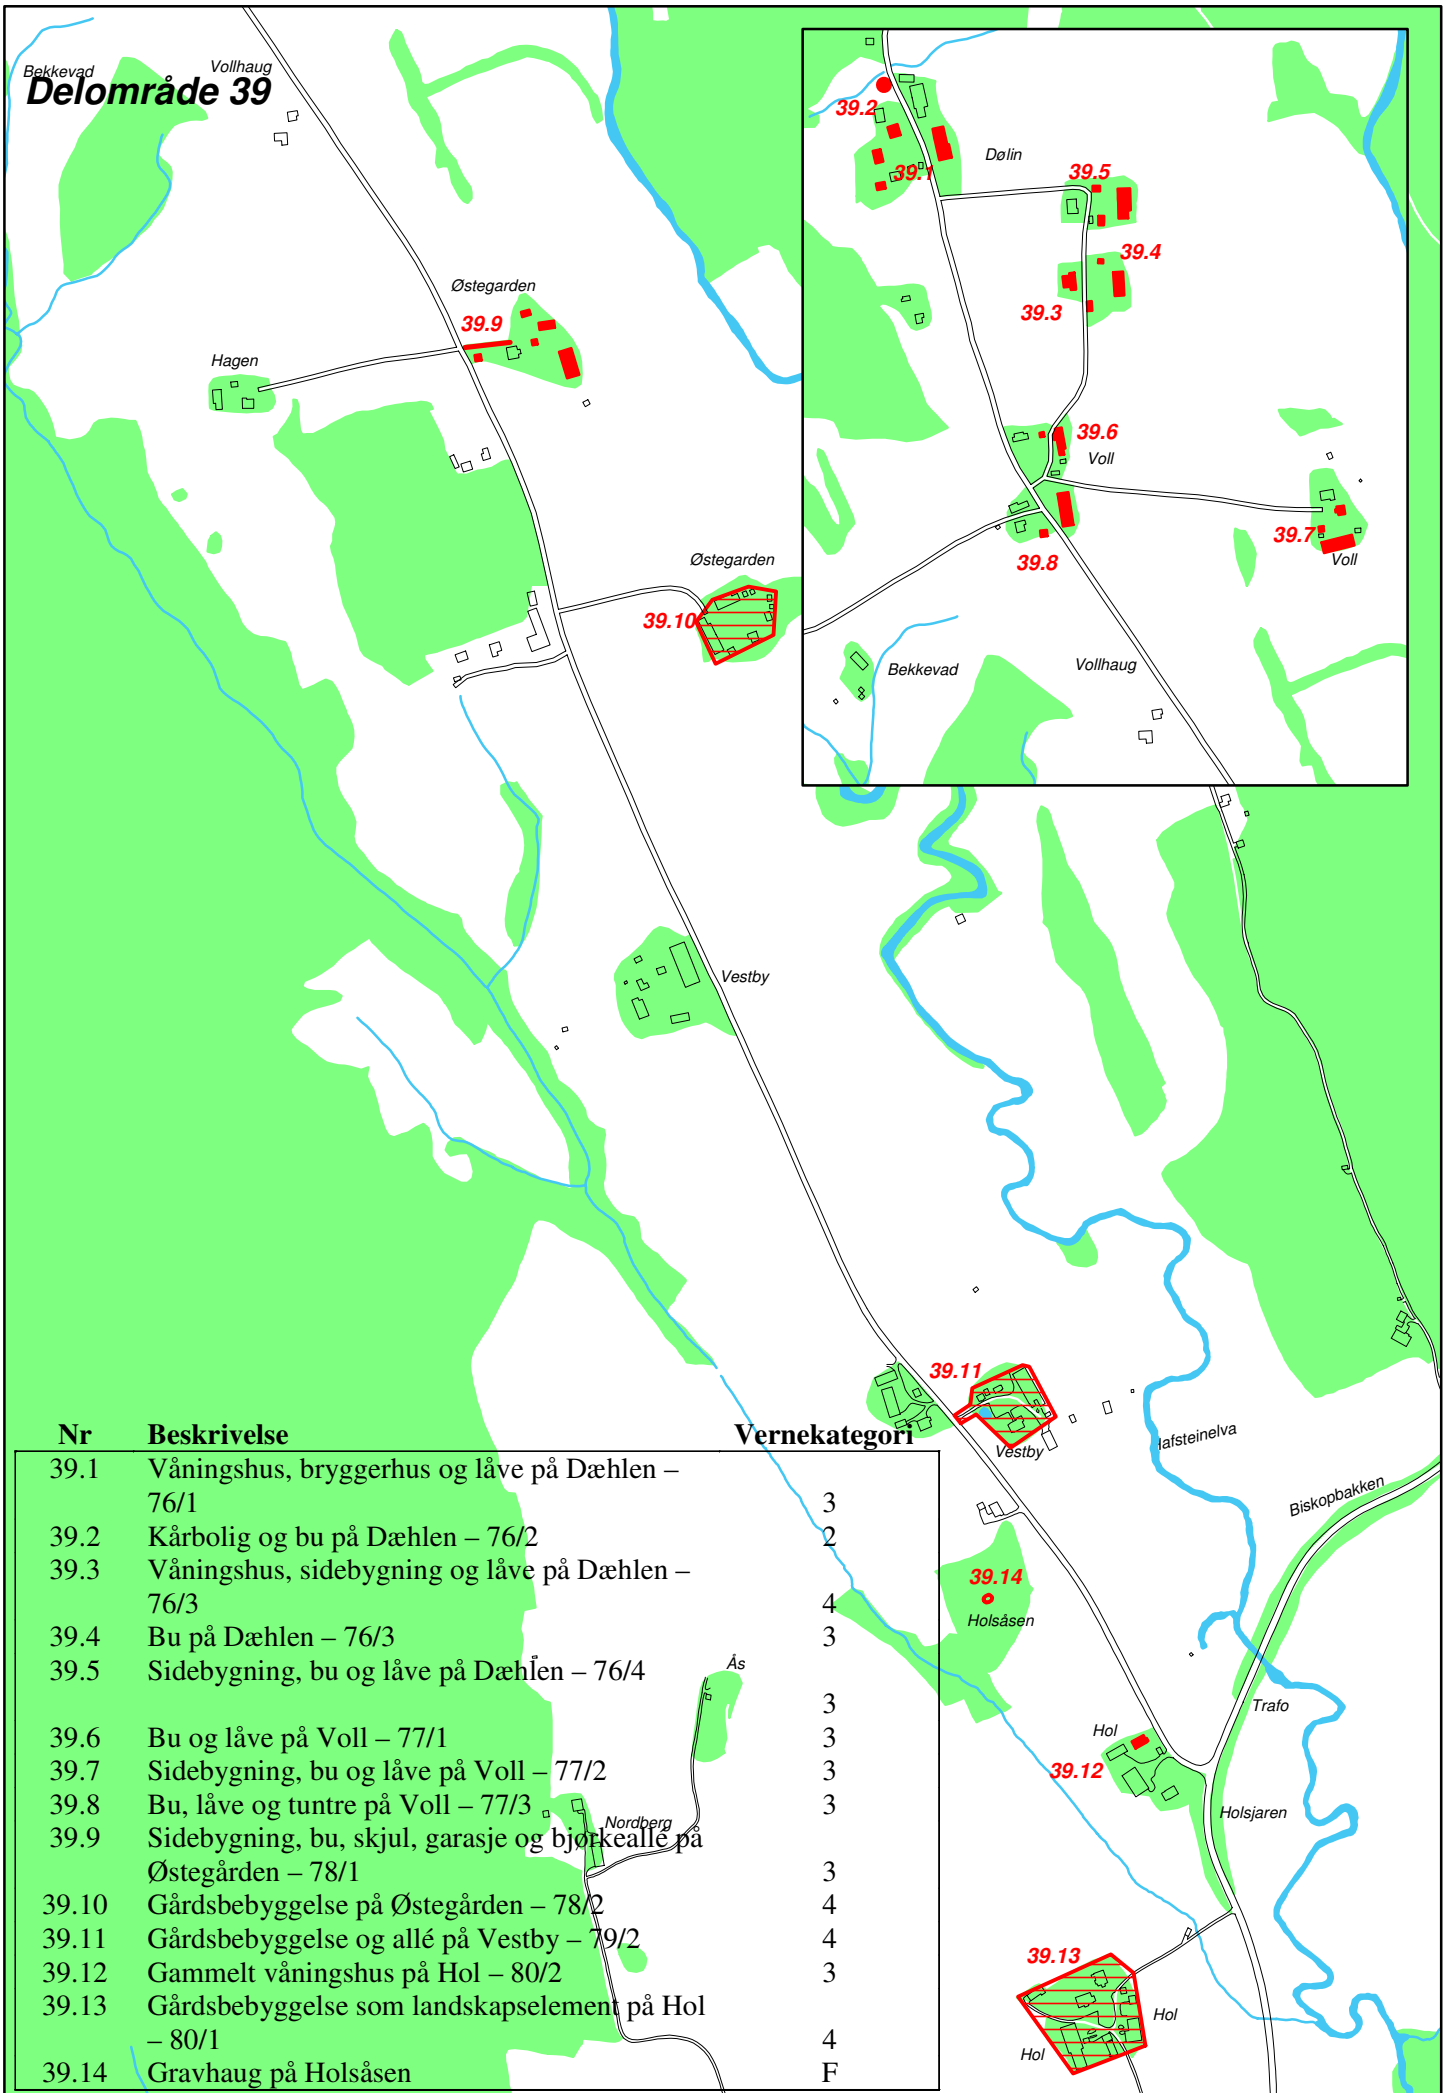 Bekkevad
Vollhaug
Delområde 39
39.2
39.1
Dølin
39.5
39.4
39.3
39.6
Voll
39.7
Voll
39.8
Bekkevad
Vollhaug
Østegarden
39.9
Hagen
Østegarden
39.10
Vestby
39.11
Vestby
Hafsteinelva
Biskopbakken
39.14
Holsåsen
Ås
Trafo
Hol
39.12
Holsjaren
Nordberg
39.13
Hol
Hol
Nr Beskrivelse Vernekategori
39.1 Våningshus, bryggerhus og låve på Dæhlen –
76/1 3
39.2 Kårbolig og bu på Dæhlen – 76/2 2
39.3 Våningshus, sidebygning og låve på Dæhlen –
76/3 4
39.4 Bu på Dæhlen – 76/3 3
39.5 Sidebygning, bu og låve på Dæhlen – 76/4
3
39.6 Bu og låve på Voll – 77/1 3
39.7 Sidebygning, bu og låve på Voll – 77/2 3
39.8 Bu, låve og tuntre på Voll – 77/3 3
39.9 Sidebygning, bu, skjul, garasje og bjørkeallé på
Østegården – 78/1 3
39.10 Gårdsbebyggelse på Østegården – 78/2 4
39.11 Gårdsbebyggelse og allé på Vestby – 79/2 4
39.12 Gammelt våningshus på Hol – 80/2 3
39.13 Gårdsbebyggelse som landskapselement på Hol
– 80/1 4
39.14 Gravhaug på Holsåsen F